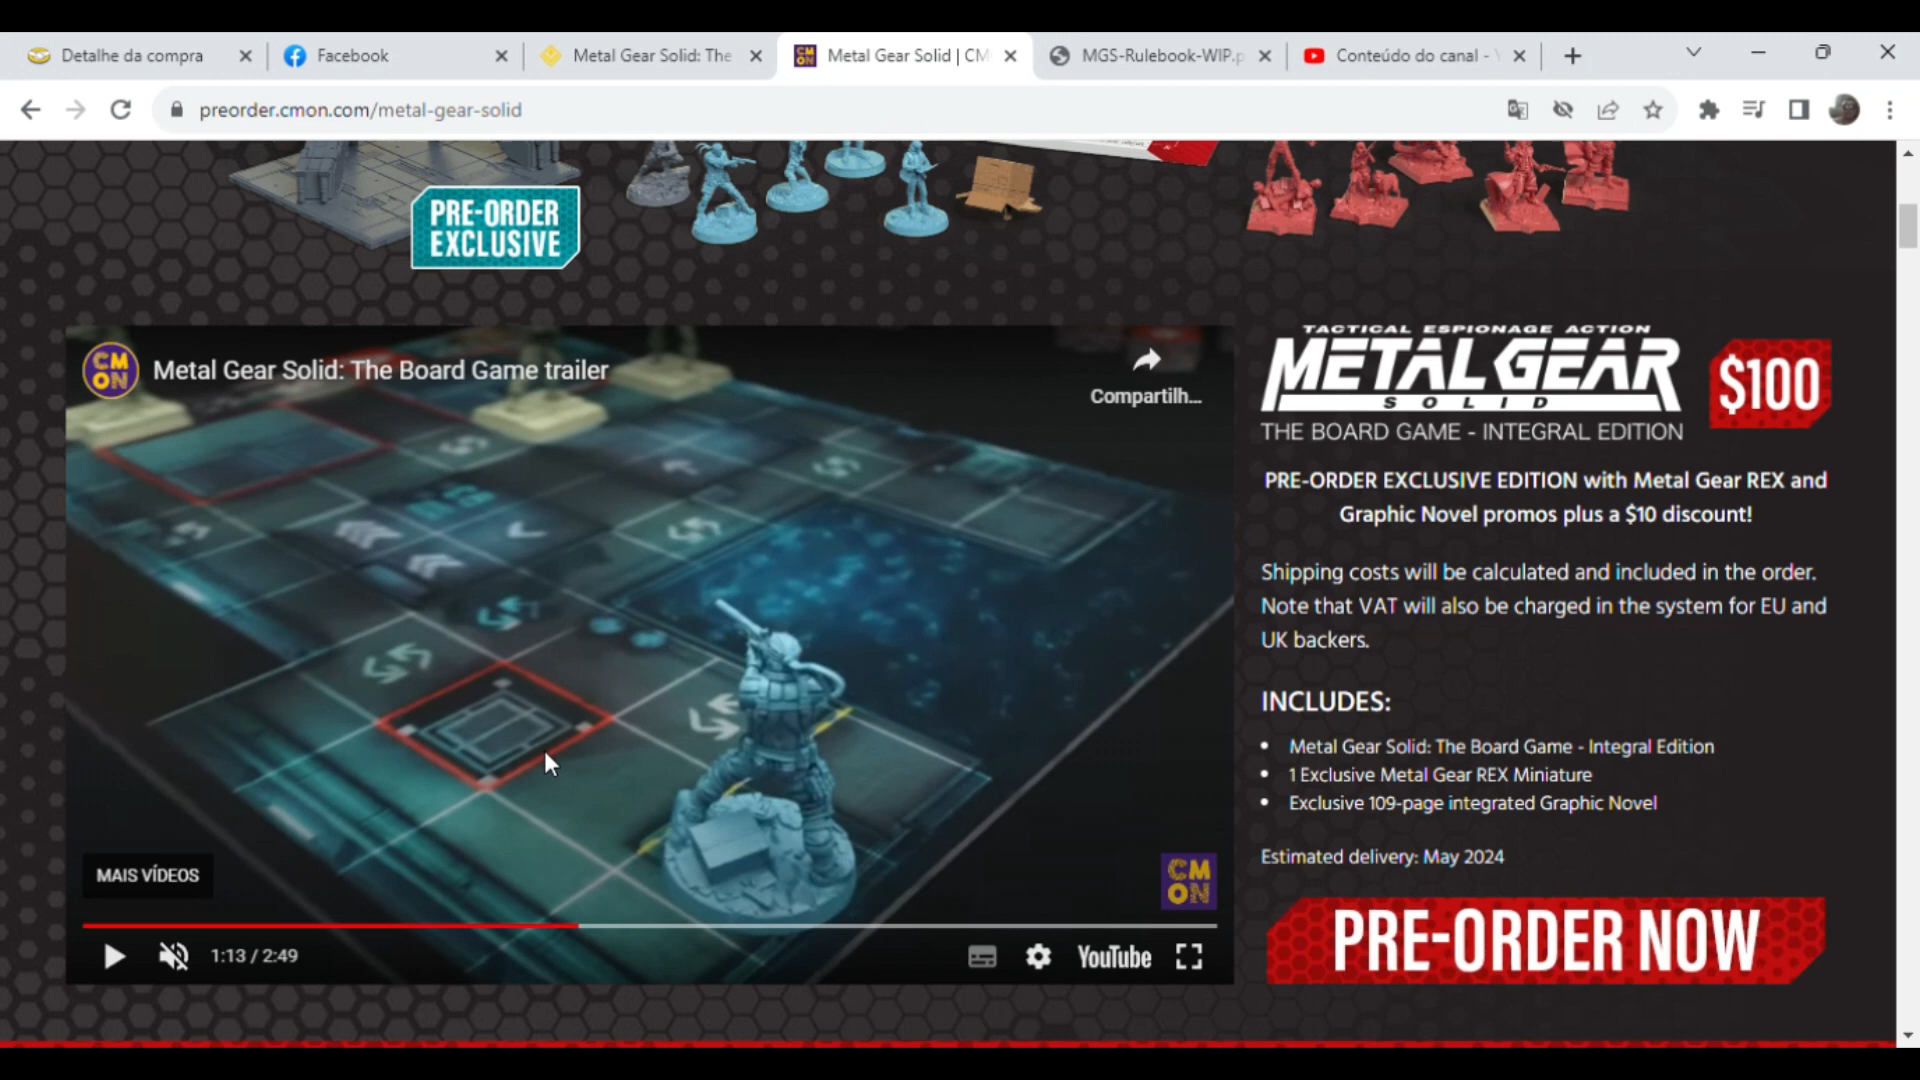 Detalhe da compra
Facebook
Metal Gear Solid: The
Metal Gear Solid | CM
MGS-Rulebook-WIP.p
Conteúdo do canal -
preorder.cmon.com/metal-gear-solid
PRE-ORDER
EXCLUSIVE
CM
ON
Metal Gear Solid: The Board Game trailer
Compartilh...
MAIS VÍDEOS
CM
ON
1:13 / 2:49
YouTube
TACTICAL ESPIONAGE ACTION
METAL GEAR
SOLID
$100
THE BOARD GAME - INTEGRAL EDITION
PRE-ORDER EXCLUSIVE EDITION with Metal Gear REX and
Graphic Novel promos plus a $10 discount!
Shipping costs will be calculated and included in the order.
Note that VAT will also be charged in the system for EU and
UK backers.
INCLUDES:
• Metal Gear Solid: The Board Game - Integral Edition
• 1 Exclusive Metal Gear REX Miniature
• Exclusive 109-page integrated Graphic Novel
Estimated delivery: May 2024
PRE-ORDER NOW